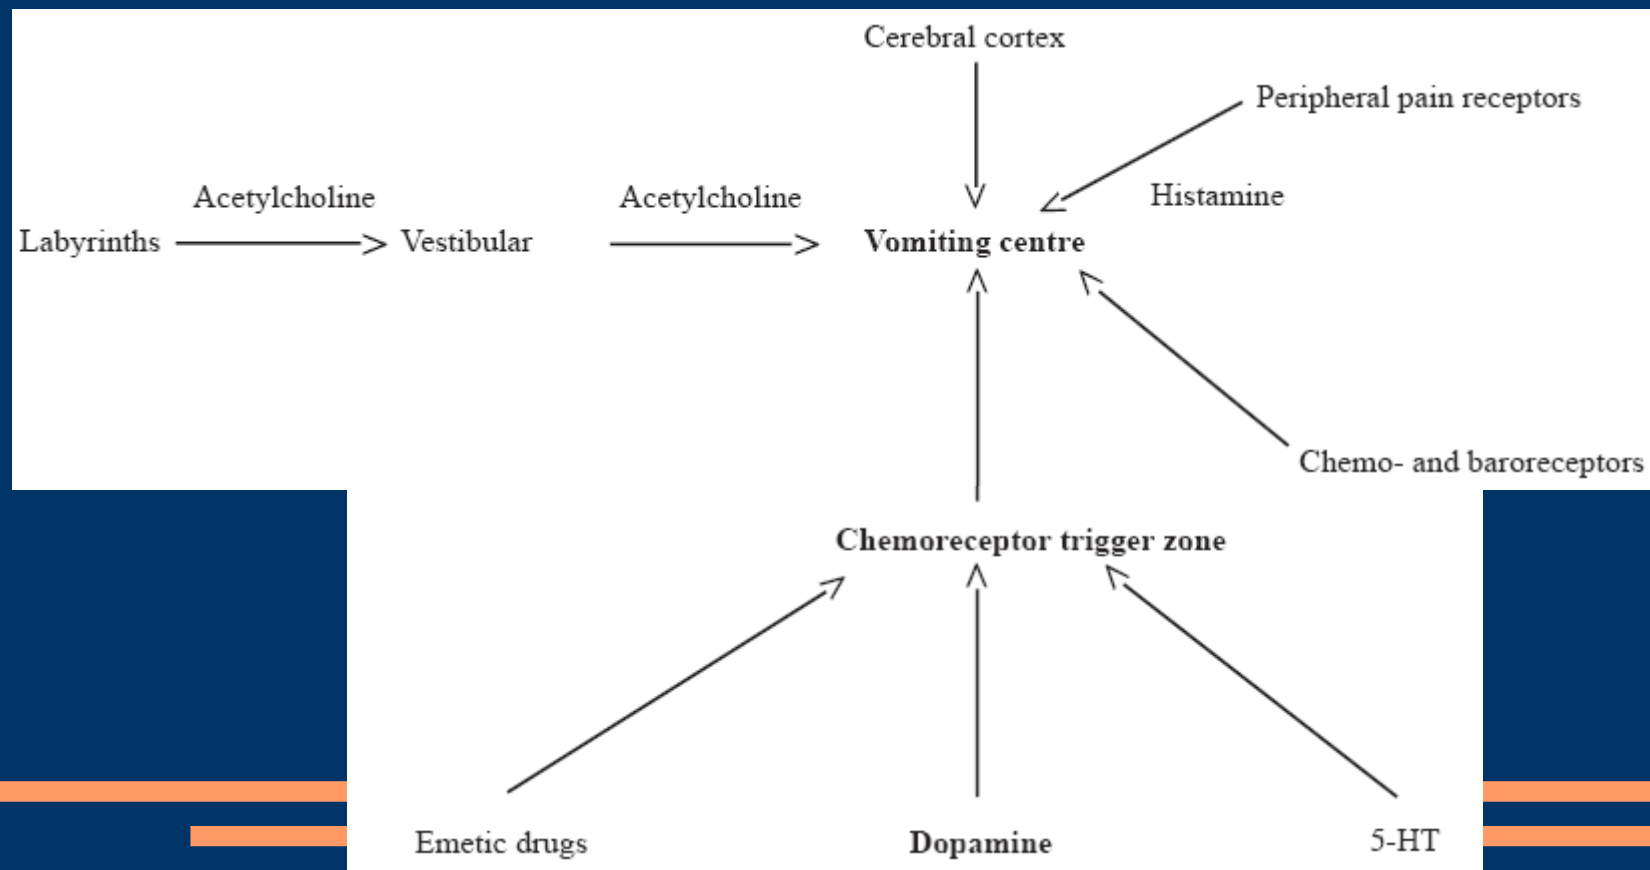 Cerebral cortex
Peripheral pain receptors
Acetylcholine
Acetylcholine
Histamine
Labyrinths
Vestibular
Vomiting centre
Chemo- and baroreceptors
Chemoreceptor trigger zone
Emetic drugs
Dopamine
5-HT